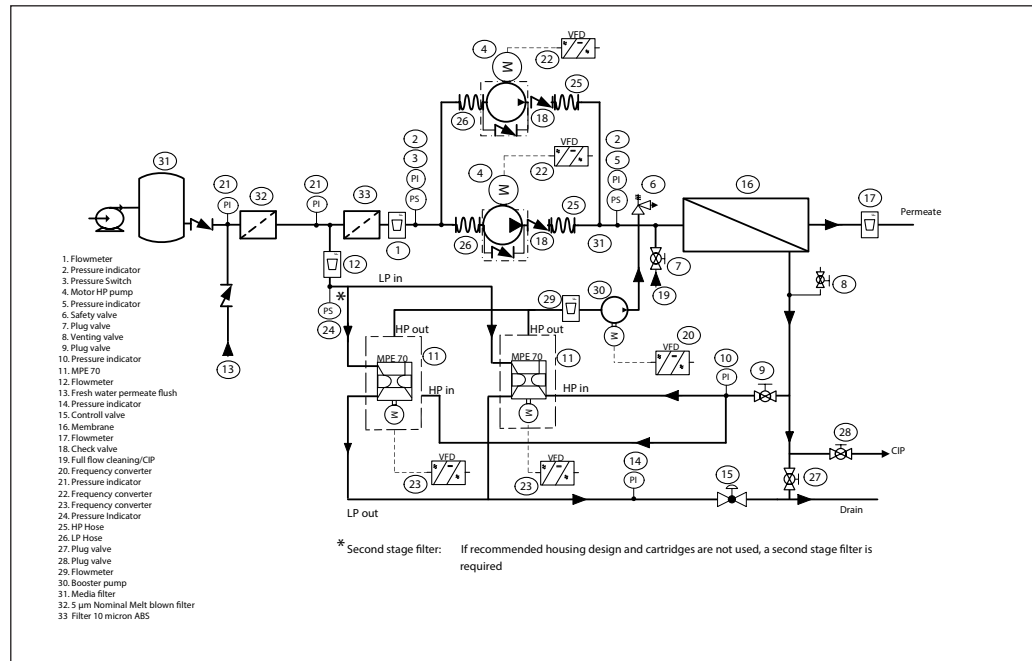 VFD
4
22
25
26
18
2
3
PI
PS
VFD
4
22
25
26
18
2
5
PI
PS
6
16
31
21
PI
32
21
PI
33
1
31
7
19
17
Permeate
M
M
12
LP in
*
PS
24
29
30
M
8
HP out
HP out
VFD
20
MPE 70
11
MPE 70
11
10
PI
9
HP in
HP in
M
M
13
28
CIP
VFD
23
VFD
23
14
PI
15
27
LP out
Drain
1. Flowmeter
2. Pressure indicator
3. Pressure Switch
4. Motor HP pump
5. Pressure indicator
6. Safety valve
7. Plug valve
8. Venting valve
9. Plug valve
10. Pressure indicator
11. MPE 70
12. Flowmeter
13. Fresh water permeate flush
14. Pressure indicator
15. Controll valve
16. Membrane
17. Flowmeter
18. Check valve
19. Full flow cleaning/CIP
20. Frequency converter
21. Pressure indicator
22. Frequency converter
23. Frequency converter
24. Pressure Indicator
25. HP Hose
26. LP Hose
27. Plug valve
28. Plug valve
29. Flowmeter
30. Booster pump
31. Media filter
32. 5 µm Nominal Melt blown filter
33 Filter 10 micron ABS
* Second stage filter: If recommended housing design and cartridges are not used, a second stage filter is
required